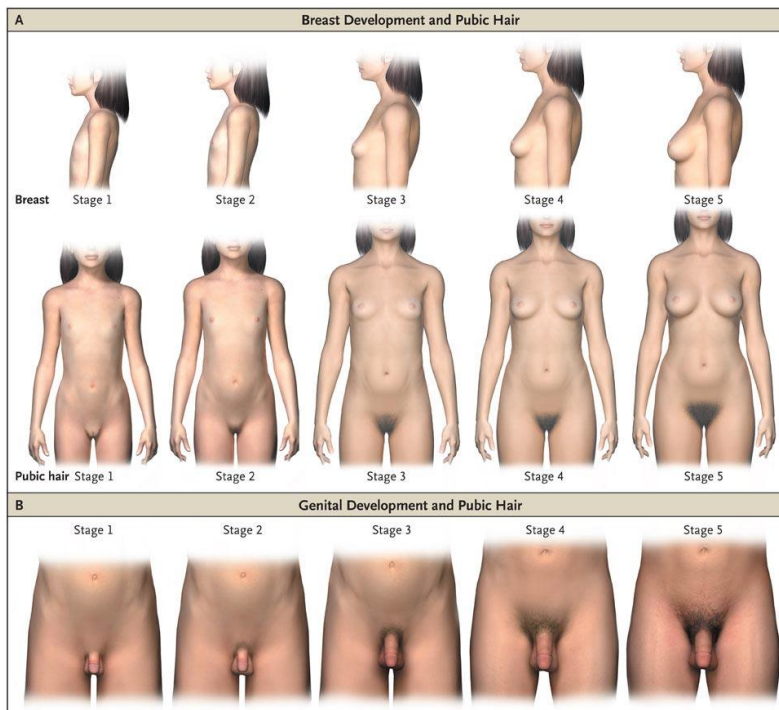 A Breast Development and Pubic Hair
Breast Stage 1 Stage 2 Stage 3 Stage 4 Stage 5
Pubic hair Stage 1 Stage 2 Stage 3 Stage 4 Stage 5
B Genital Development and Pubic Hair
Stage 1 Stage 2 Stage 3 Stage 4 Stage 5